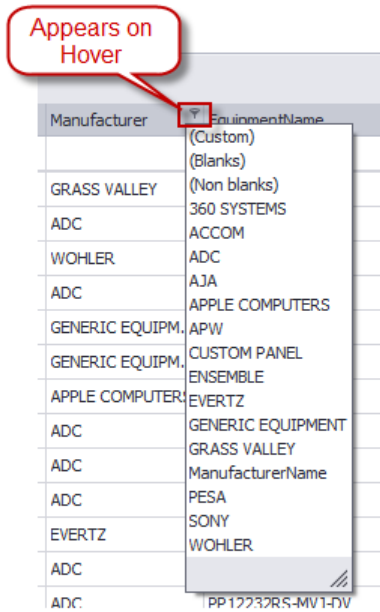 Appears on
Hover
Manufacturer
EquipmentName
(Custom)
(Blanks)
(Non blanks)
360 SYSTEMS
ACCOM
ADC
AJA
APPLE COMPUTERS
APW
CUSTOM PANEL
ENSEMBLE
EVERTZ
GENERIC EQUIPMENT
GRASS VALLEY
ManufacturerName
PESA
SONY
WOHLER
GRASS VALLEY
ADC
WOHLER
ADC
GENERIC EQUIPM.
GENERIC EQUIPM.
APPLE COMPUTERS
ADC
ADC
ADC
EVERTZ
ADC
ADC
PP12232RS-MVJ-DV